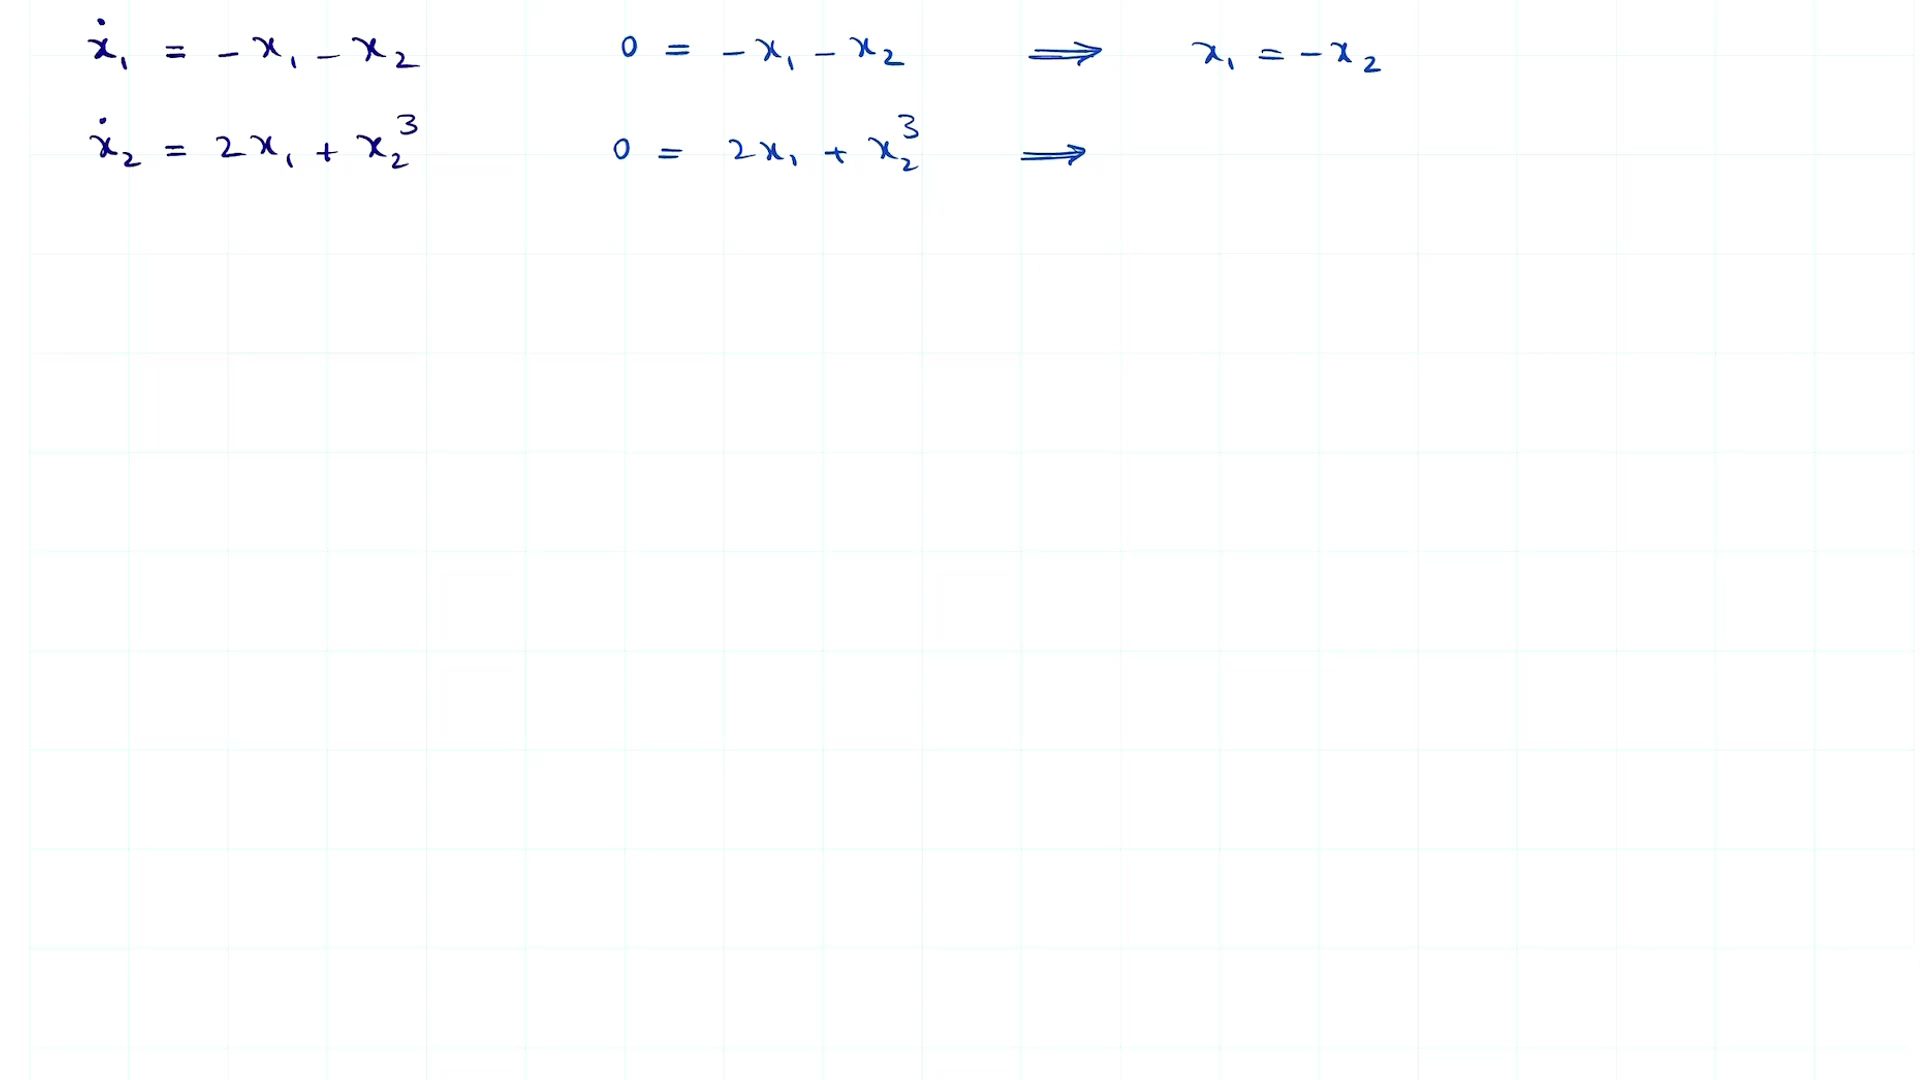 ẋ₁ = -x₁ - x₂ 0 = -x₁ - x₂ ⟹ x₁ = -x₂
ẋ₂ = 2x₁ + x₂³ 0 = 2x₁ + x₂³ ⟹